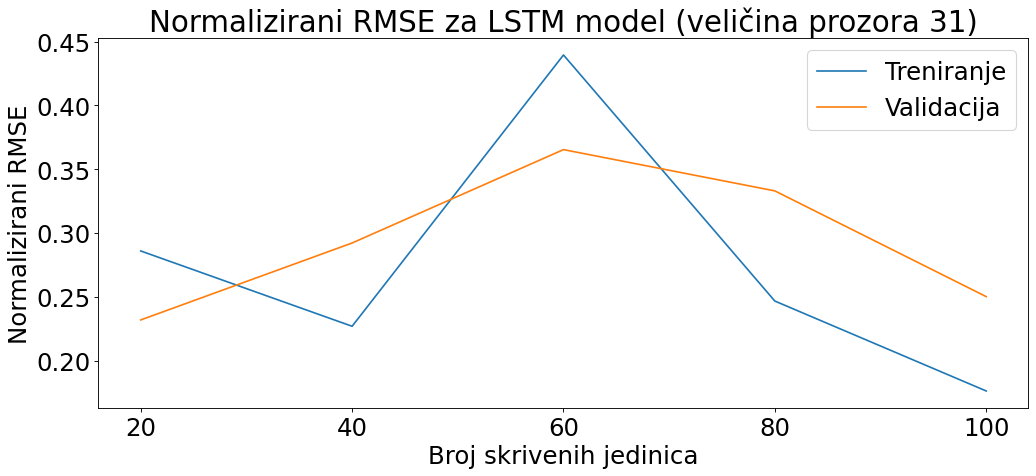 Normalizirani RMSE za LSTM model (veličina prozora 31)
Normalizirani RMSE
0.45
0.40
0.35
0.30
0.25
0.20
Treniranje
Validacija
20 40 60 80 100
Broj skrivenih jedinica